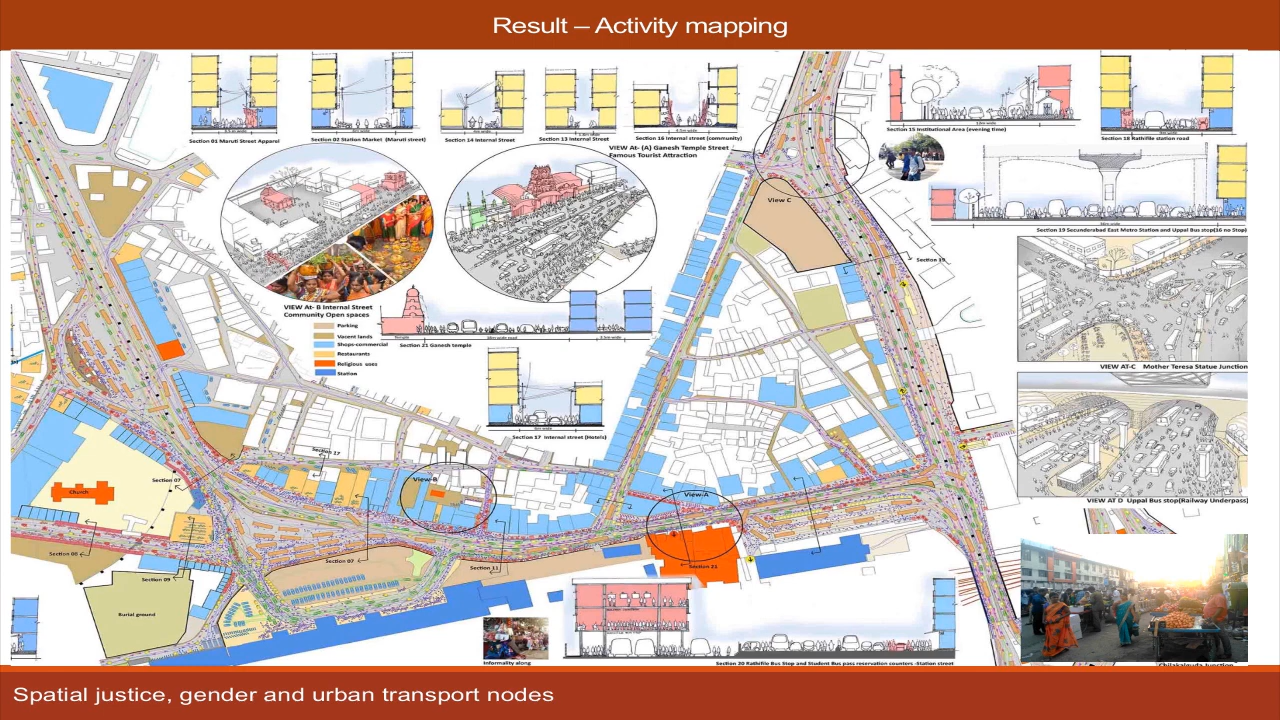 Result – Activity mapping
Section 01 Maruti Street Apparel
Section 02 Station Market (Maruti street)
Section 14 Internal Street
Section 13 Internal street
Section 16 Internal street (community)
Section 15 Institutional Area (evening time)
Section 18 Rathifile station road
VIEW At- (A) Ganesh Temple Street
Famous Tourist Attraction
View C
Section 19 Secunderabad East Metro Station and Uppal Bus stop(16 no Stop)
Section 19
VIEW At- B Internal Street
Community Open spaces
Parking
Vecent lands
Shops-commercial
Restaurants
Religious uses
Station
Temple
Section 21 Ganesh temple
VIEW AT-C Mother Teresa Statue Junction
Section 17 Internal street (Hotels)
Section 17
Section 07
View-B
Church
View-A
VIEW AT D Uppal Bus stop(Railway Underpass)
Section 06
Section 07
Section 11
Section 21
Section 09
Burial ground
Informality along
Section 20 Rathifile Bus Stop and Student Bus pass reservation counters -Station street
Chilakalguda Junction
Spatial justice, gender and urban transport nodes